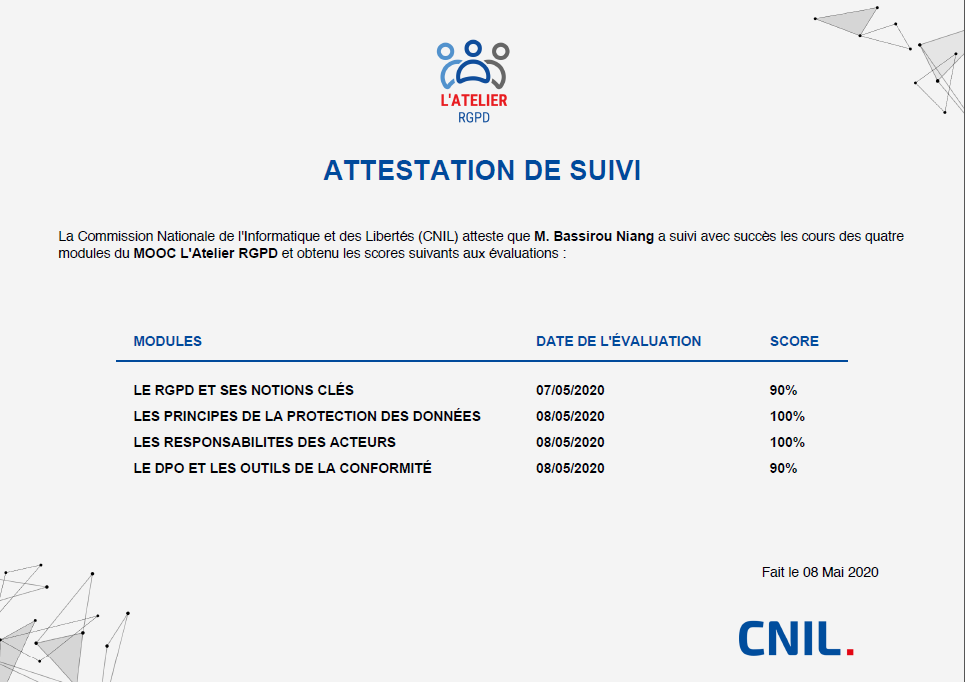 L'ATELIER
RGPD
ATTESTATION DE SUIVI
La Commission Nationale de l'Informatique et des Libertés (CNIL) atteste que M. Bassirou Niang a suivi avec succès les cours des quatre
modules du MOOC L'Atelier RGPD et obtenu les scores suivants aux évaluations :
MODULES DATE DE L'ÉVALUATION SCORE
LE RGPD ET SES NOTIONS CLÉS 07/05/2020 90%
LES PRINCIPES DE LA PROTECTION DES DONNÉES 08/05/2020 100%
LES RESPONSABILITES DES ACTEURS 08/05/2020 100%
LE DPO ET LES OUTILS DE LA CONFORMITÉ 08/05/2020 90%
Fait le 08 Mai 2020
CNIL.